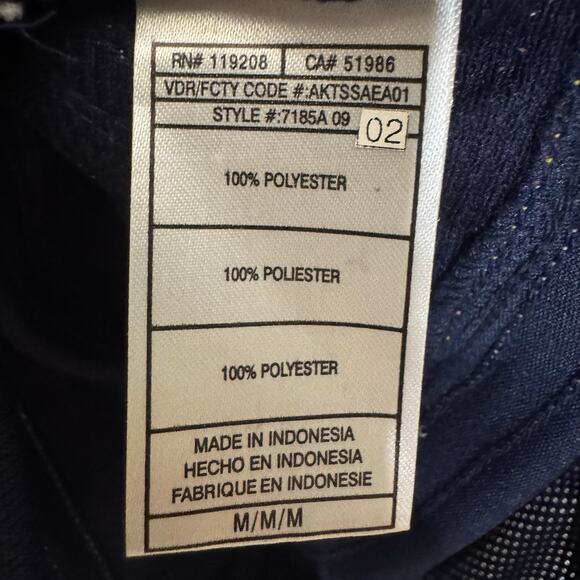 RN# 119208 CA# 51986
VDR/FCTY CODE #:AKTSSAEA01
STYLE #:7185A 09 02
100% POLYESTER
100% POLIESTER
100% POLYESTER
MADE IN INDONESIA
HECHO EN INDONESIA
FABRIQUE EN INDONESIE
M/M/M